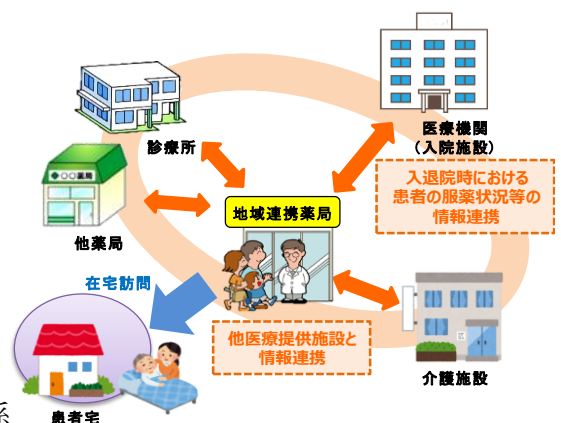 診療所
医療機関
(入院施設)
○○薬局
他薬局
地域連携薬局
入退院時における
患者の服薬状況等の
情報連携
在宅訪問
他医療提供施設と
情報連携
介護施設
係
患者宅